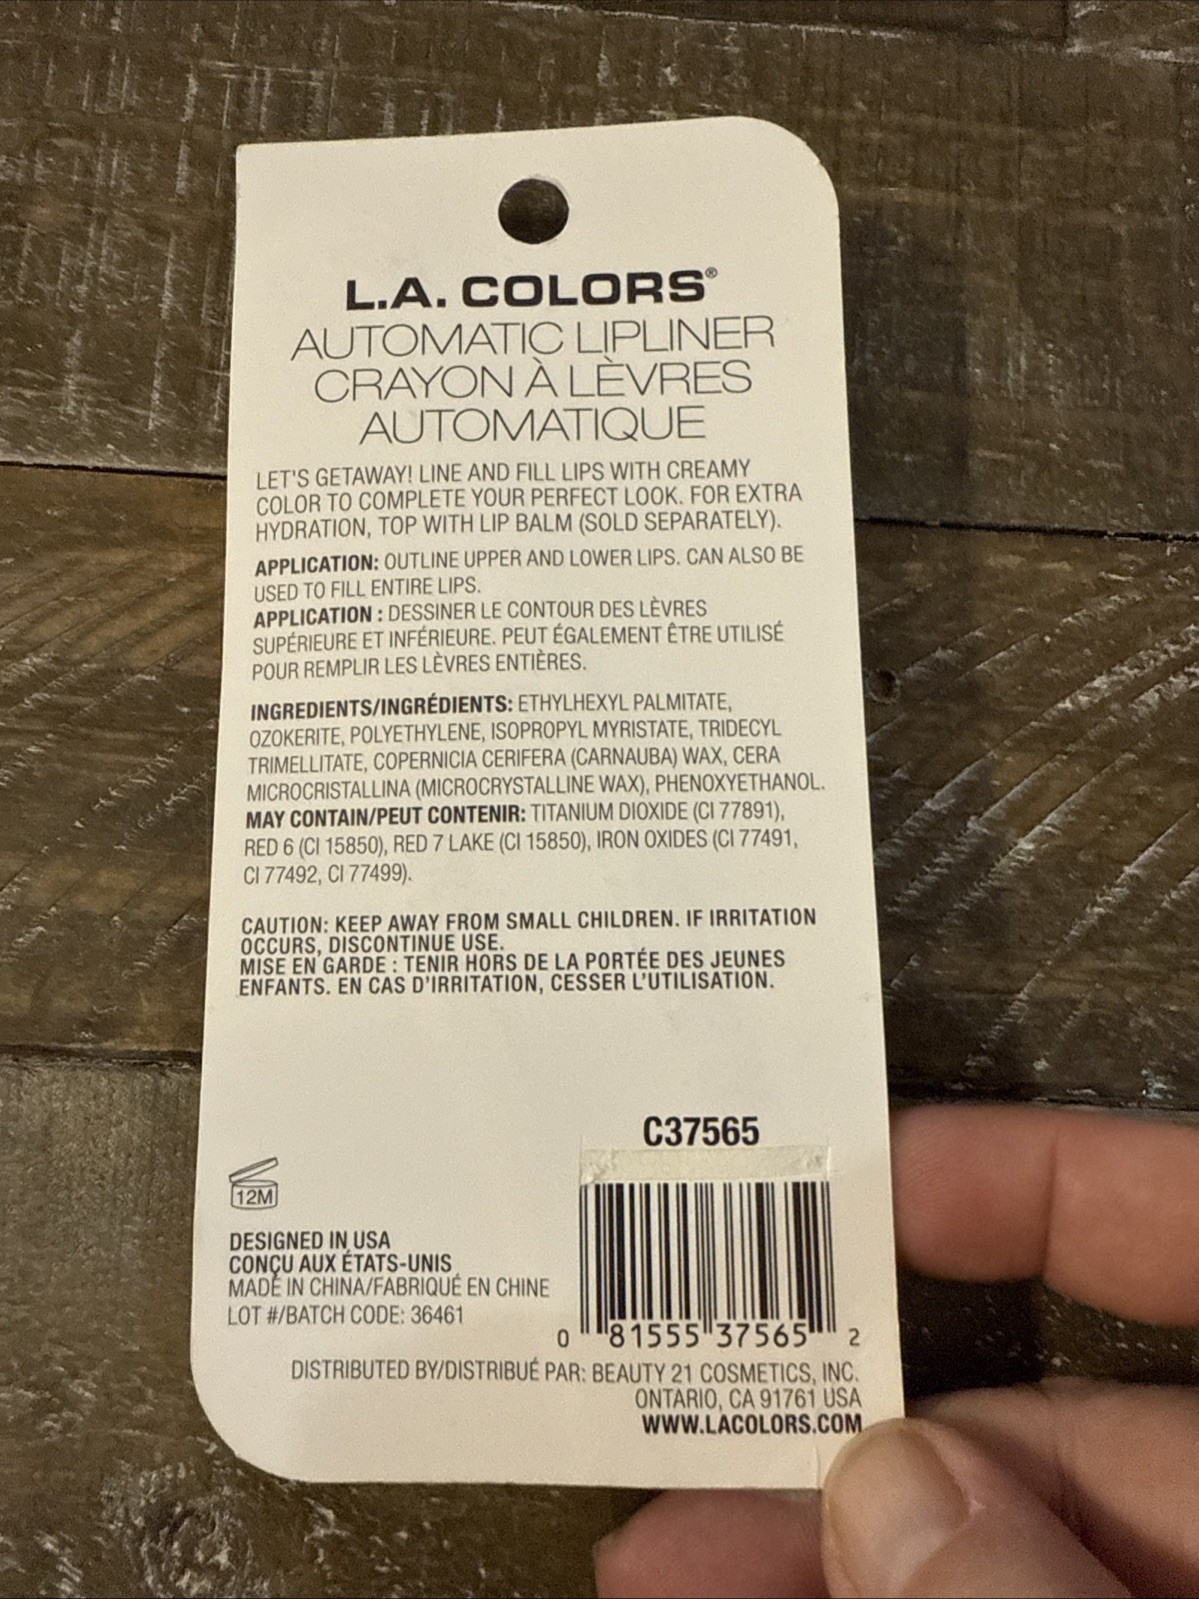 L.A. COLORS®
AUTOMATIC LIPLINER
CRAYON À LÈVRES
AUTOMATIQUE
LET'S GETAWAY! LINE AND FILL LIPS WITH CREAMY
COLOR TO COMPLETE YOUR PERFECT LOOK. FOR EXTRA
HYDRATION, TOP WITH LIP BALM (SOLD SEPARATELY).
APPLICATION: OUTLINE UPPER AND LOWER LIPS. CAN ALSO BE
USED TO FILL ENTIRE LIPS.
APPLICATION : DESSINER LE CONTOUR DES LÈVRES
SUPÉRIEURE ET INFÉRIEURE. PEUT ÉGALEMENT ÊTRE UTILISÉ
POUR REMPLIR LES LÈVRES ENTIÈRES.
INGREDIENTS/INGRÉDIENTS: ETHYLHEXYL PALMITATE,
OZOKERITE, POLYETHYLENE, ISOPROPYL MYRISTATE, TRIDECYL
TRIMELLITATE, COPERNICIA CERIFERA (CARNAUBA) WAX, CERA
MICROCRISTALLINA (MICROCRYSTALLINE WAX), PHENOXYETHANOL.
MAY CONTAIN/PEUT CONTENIR: TITANIUM DIOXIDE (CI 77891),
RED 6 (CI 15850), RED 7 LAKE (CI 15850), IRON OXIDES (CI 77491,
CI 77492, CI 77499).
CAUTION: KEEP AWAY FROM SMALL CHILDREN. IF IRRITATION
OCCURS, DISCONTINUE USE.
MISE EN GARDE : TENIR HORS DE LA PORTÉE DES JEUNES
ENFANTS. EN CAS D'IRRITATION, CESSER L'UTILISATION.
C37565
12M
DESIGNED IN USA
CONÇU AUX ÉTATS-UNIS
MADE IN CHINA/FABRIQUÉ EN CHINE
LOT #/BATCH CODE: 36461
0 81555 37565 2
DISTRIBUTED BY/DISTRIBUÉ PAR: BEAUTY 21 COSMETICS, INC.
ONTARIO, CA 91761 USA
WWW.LACOLORS.COM